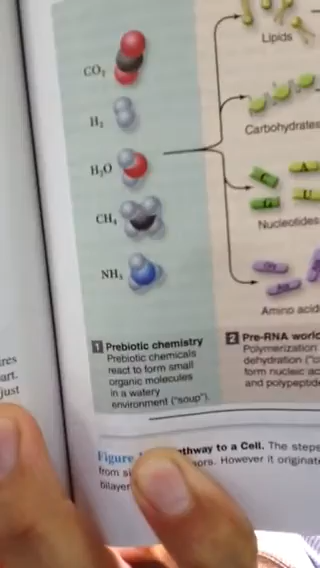 CO₂
H₂
H₂O
CH₄
NH₃
Lipids
Carbohydrates
C
A
G
U
Nucleotides
Amino acid
1 Prebiotic chemistry
Prebiotic chemicals
react to form small
organic molecules
in a watery
environment ("soup").
2 Pre-RNA world
Polymerization
dehydration ("c
form nucleic ac
and polypeptide
Figure
thway to a Cell. The steps
from si
ors. However it originate
bilayer
res
art.
just